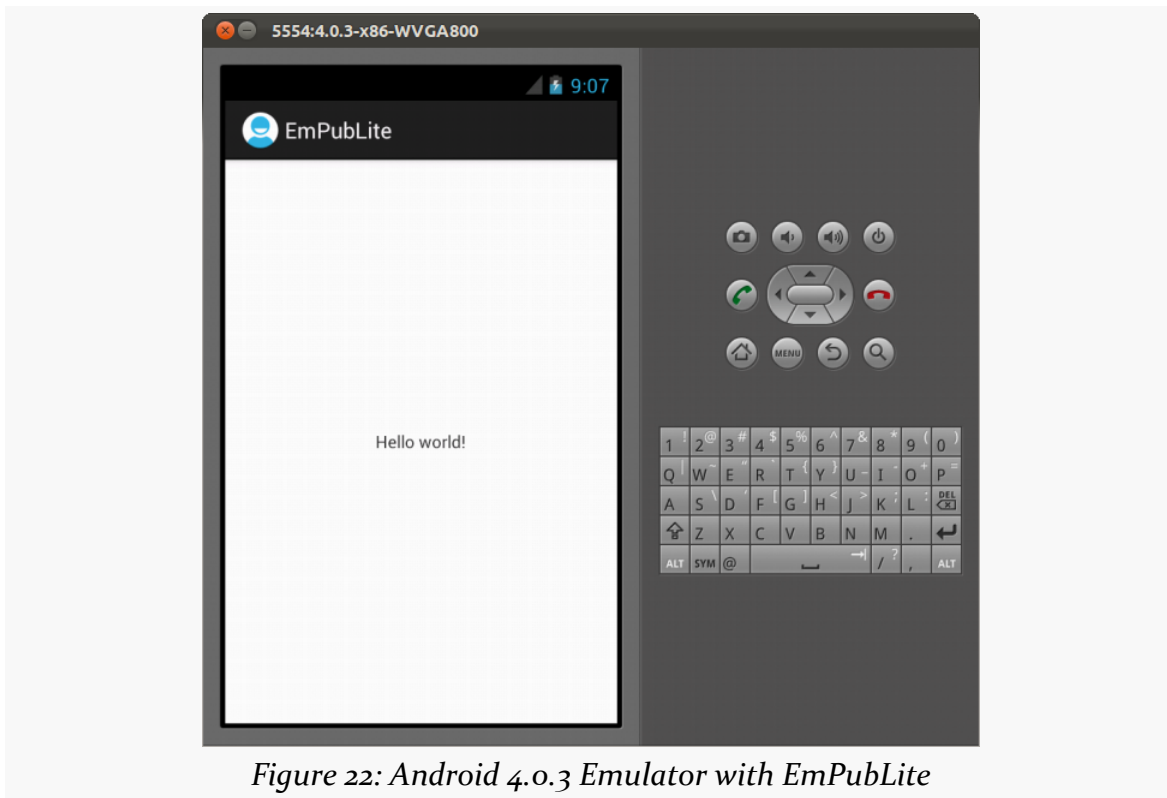 5554:4.0.3-x86-WVGA800
9:07
EmPubLite
Hello world!
MENU
1 ! 2 @ 3 # 4 $ 5 % 6 ^ 7 & 8 * 9 ( 0 )
Q | W ~ E " R ` T { Y } U _ I - O + P =
A S \ D ' F [ G ] H < J > K ; L : DEL
Z X C V B N M .
ALT SYM @ / ? , ALT
Figure 22: Android 4.0.3 Emulator with EmPubLite